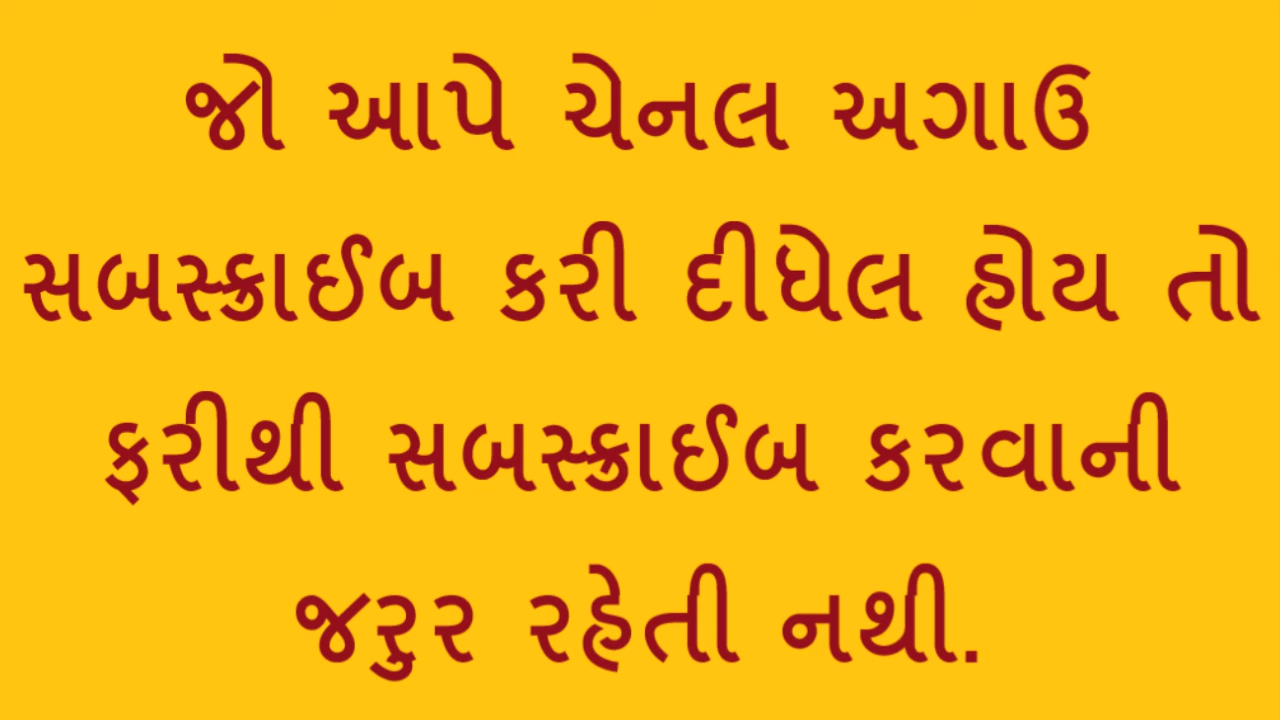 જો આપે ચેનલ અગાઉ
સબસ્ક્રાઈબ કરી દીધેલ હોય તો
ફરીથી સબસ્ક્રાઈબ કરવાની
જરુર રહેતી નથી.